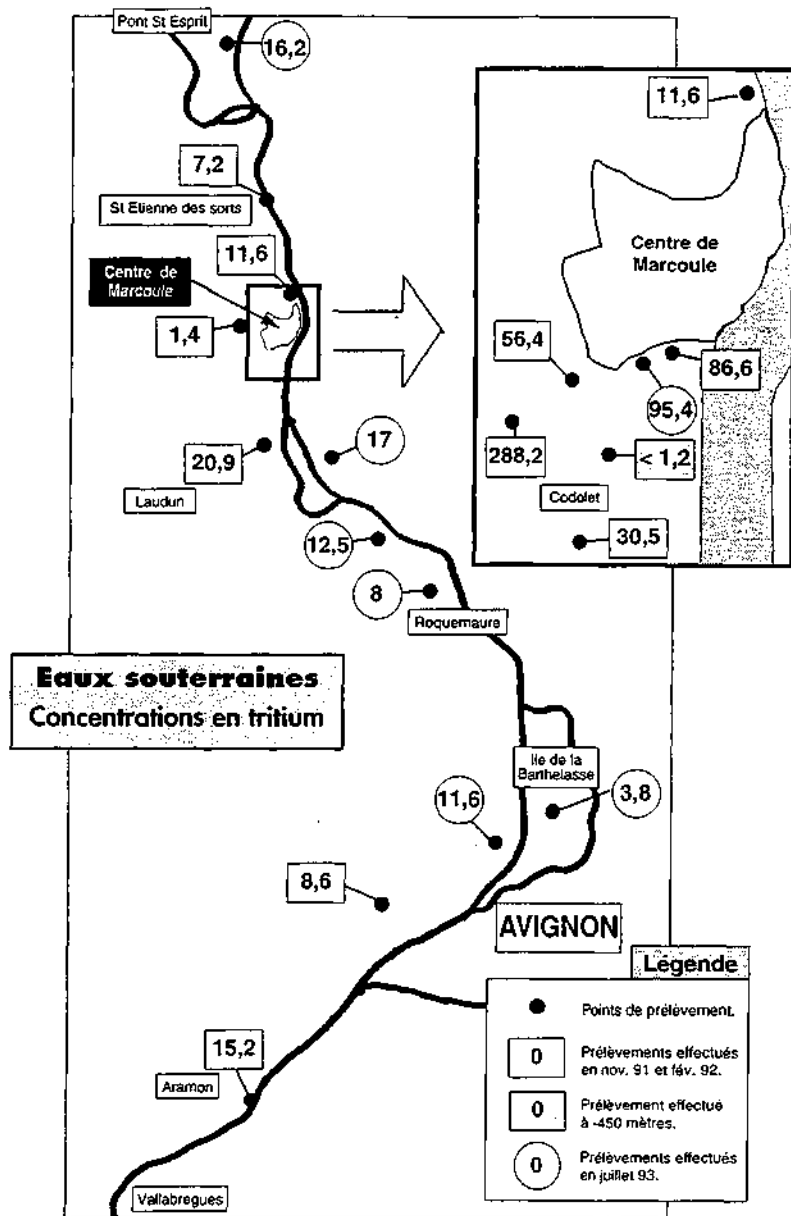 Pont St Esprit
16,2
11,6
7,2
St Etienne des sorts
11,6
Centre de
Marcoule
Centre de
Marcoule
1,4
56,4
86,6
95,4
17
20,9
288,2
< 1,2
Laudun
Codolet
12,5
30,5
8
Roquemaure
Eaux souterraines
Concentrations en tritium
Ile de la
Barthelasse
3,8
11,6
8,6
AVIGNON
Légende
Points de prélèvement.
0
Prélèvements effectués
en nov. 91 et fév. 92.
15,2
0
Prélèvement effectué
à -450 mètres.
Aramon
0
Prélèvements effectués
en juillet 93.
Vallabregues